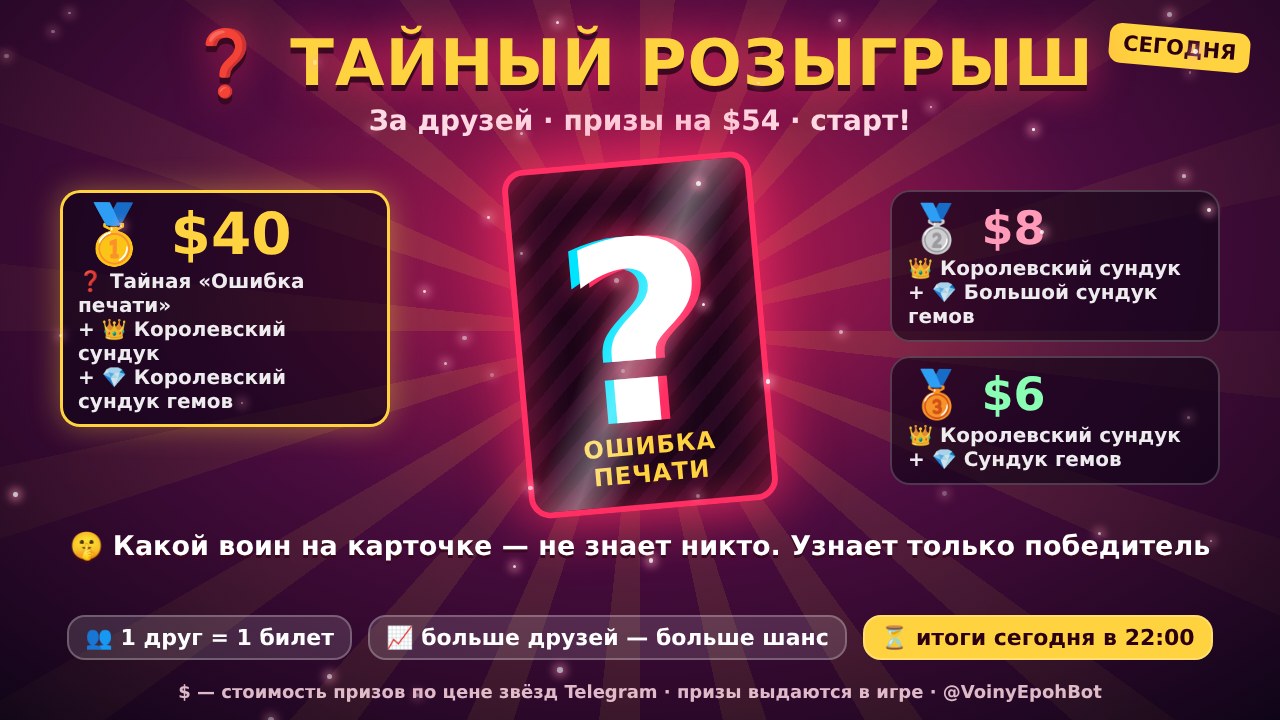 ❓ ТАЙНЫЙ РОЗЫГРЫШ
СЕГОДНЯ
За друзей · призы на $54 · старт!
🥇 $40
❓ Тайная «Ошибка
печати»
+ 👑 Королевский
сундук
+ 💎 Королевский
сундук гемов
?
ОШИБКА
ПЕЧАТИ
🥈 $8
👑 Королевский сундук
+ 💎 Большой сундук
гемов
🥉 $6
👑 Королевский сундук
+ 💎 Сундук гемов
🤫 Какой воин на карточке — не знает никто. Узнает только победитель
👥 1 друг = 1 билет
📈 больше друзей — больше шанс
⏳ итоги сегодня в 22:00
$ — стоимость призов по цене звёзд Telegram · призы выдаются в игре · @VoinyEpohBot